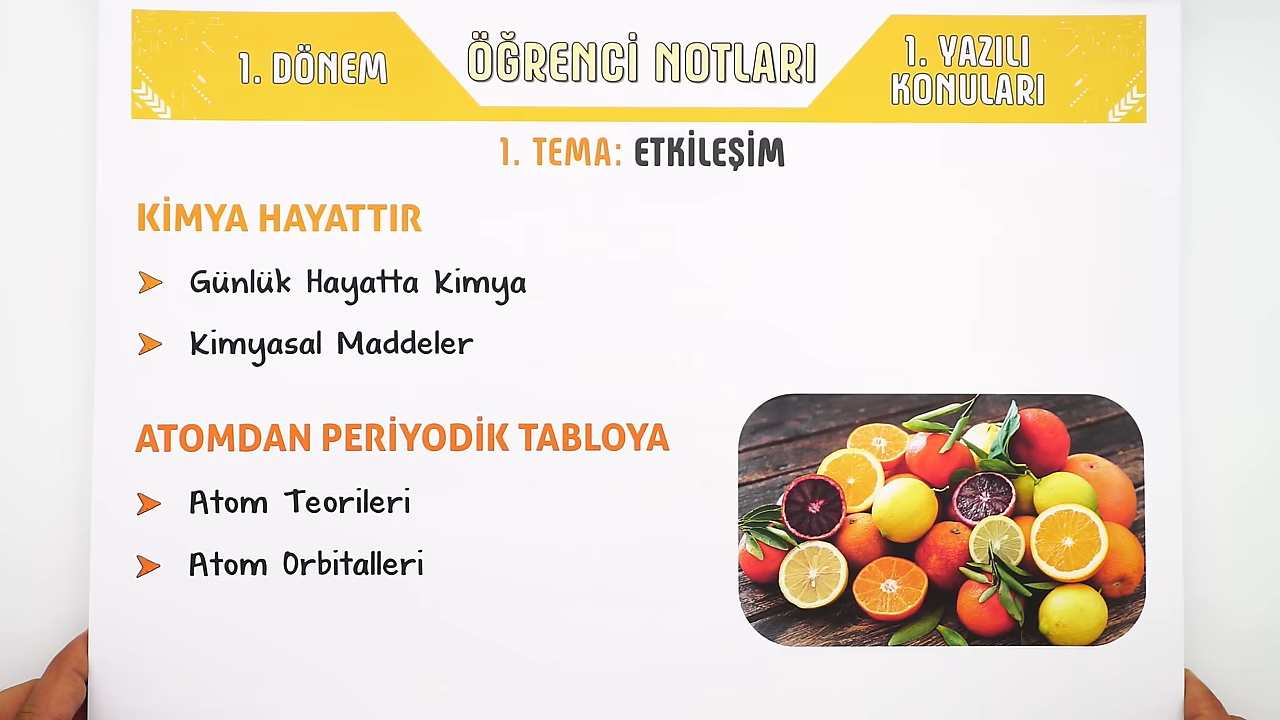 1. DÖNEM
ÖĞRENCİ NOTLARI
1. YAZILI
KONULARI
1. TEMA: ETKİLEŞİM
KİMYA HAYATTIR
Günlük Hayatta Kimya
Kimyasal Maddeler
ATOMDAN PERİYODİK TABLOYA
Atom Teorileri
Atom Orbitalleri